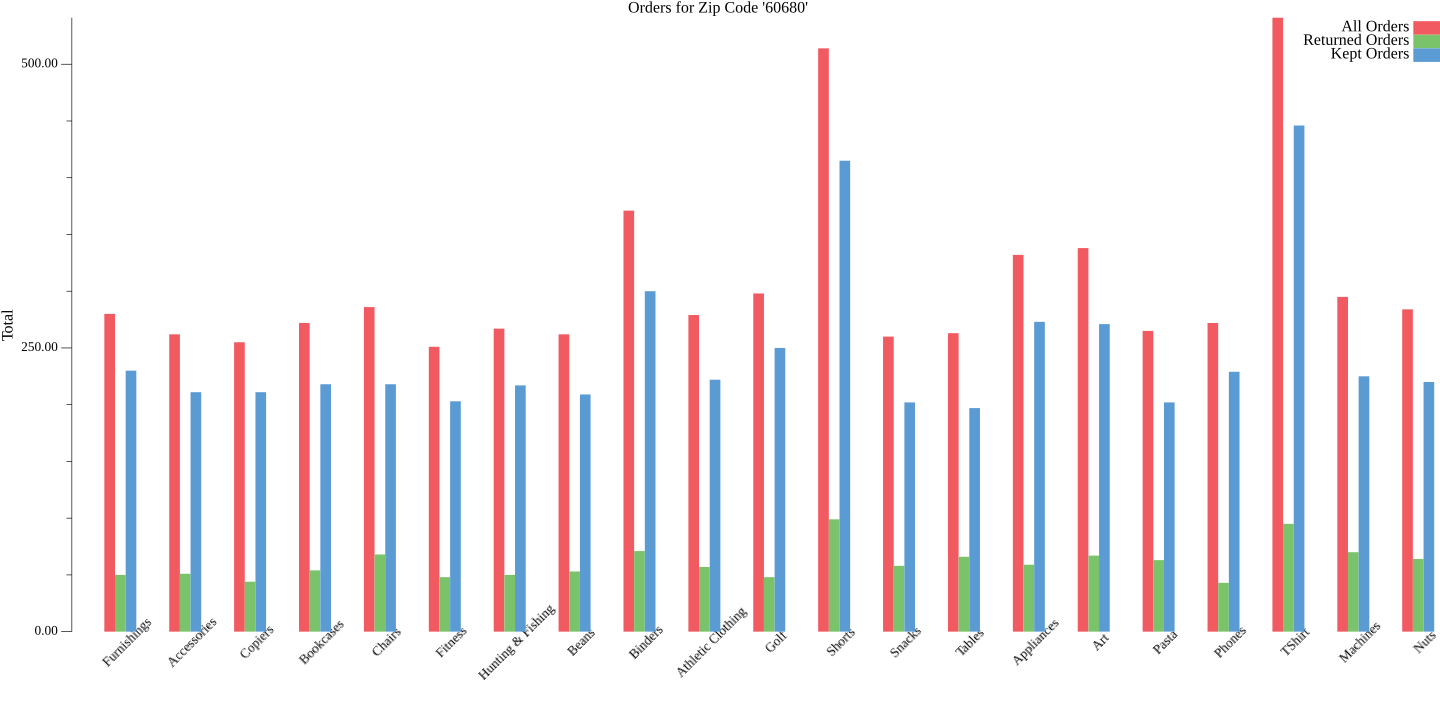 Orders for Zip Code '60680'
All Orders
Returned Orders
Kept Orders
Total
500.00
250.00
0.00
Furnishings
Accessories
Copiers
Bookcases
Chairs
Fitness
Hunting & Fishing
Beans
Binders
Athletic Clothing
Golf
Shorts
Snacks
Tables
Appliances
Art
Pasta
Phones
TShirt
Machines
Nuts